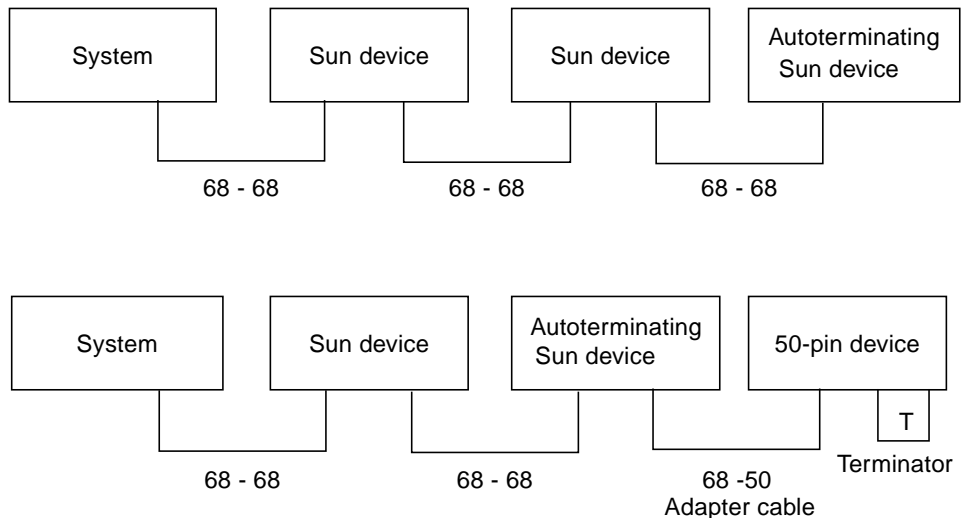 System
Sun device
Sun device
Autoterminating
Sun device
68 - 68
68 - 68
68 - 68
System
Sun device
Autoterminating
Sun device
50-pin device
T
Terminator
68 - 68
68 - 68
68 -50
Adapter cable